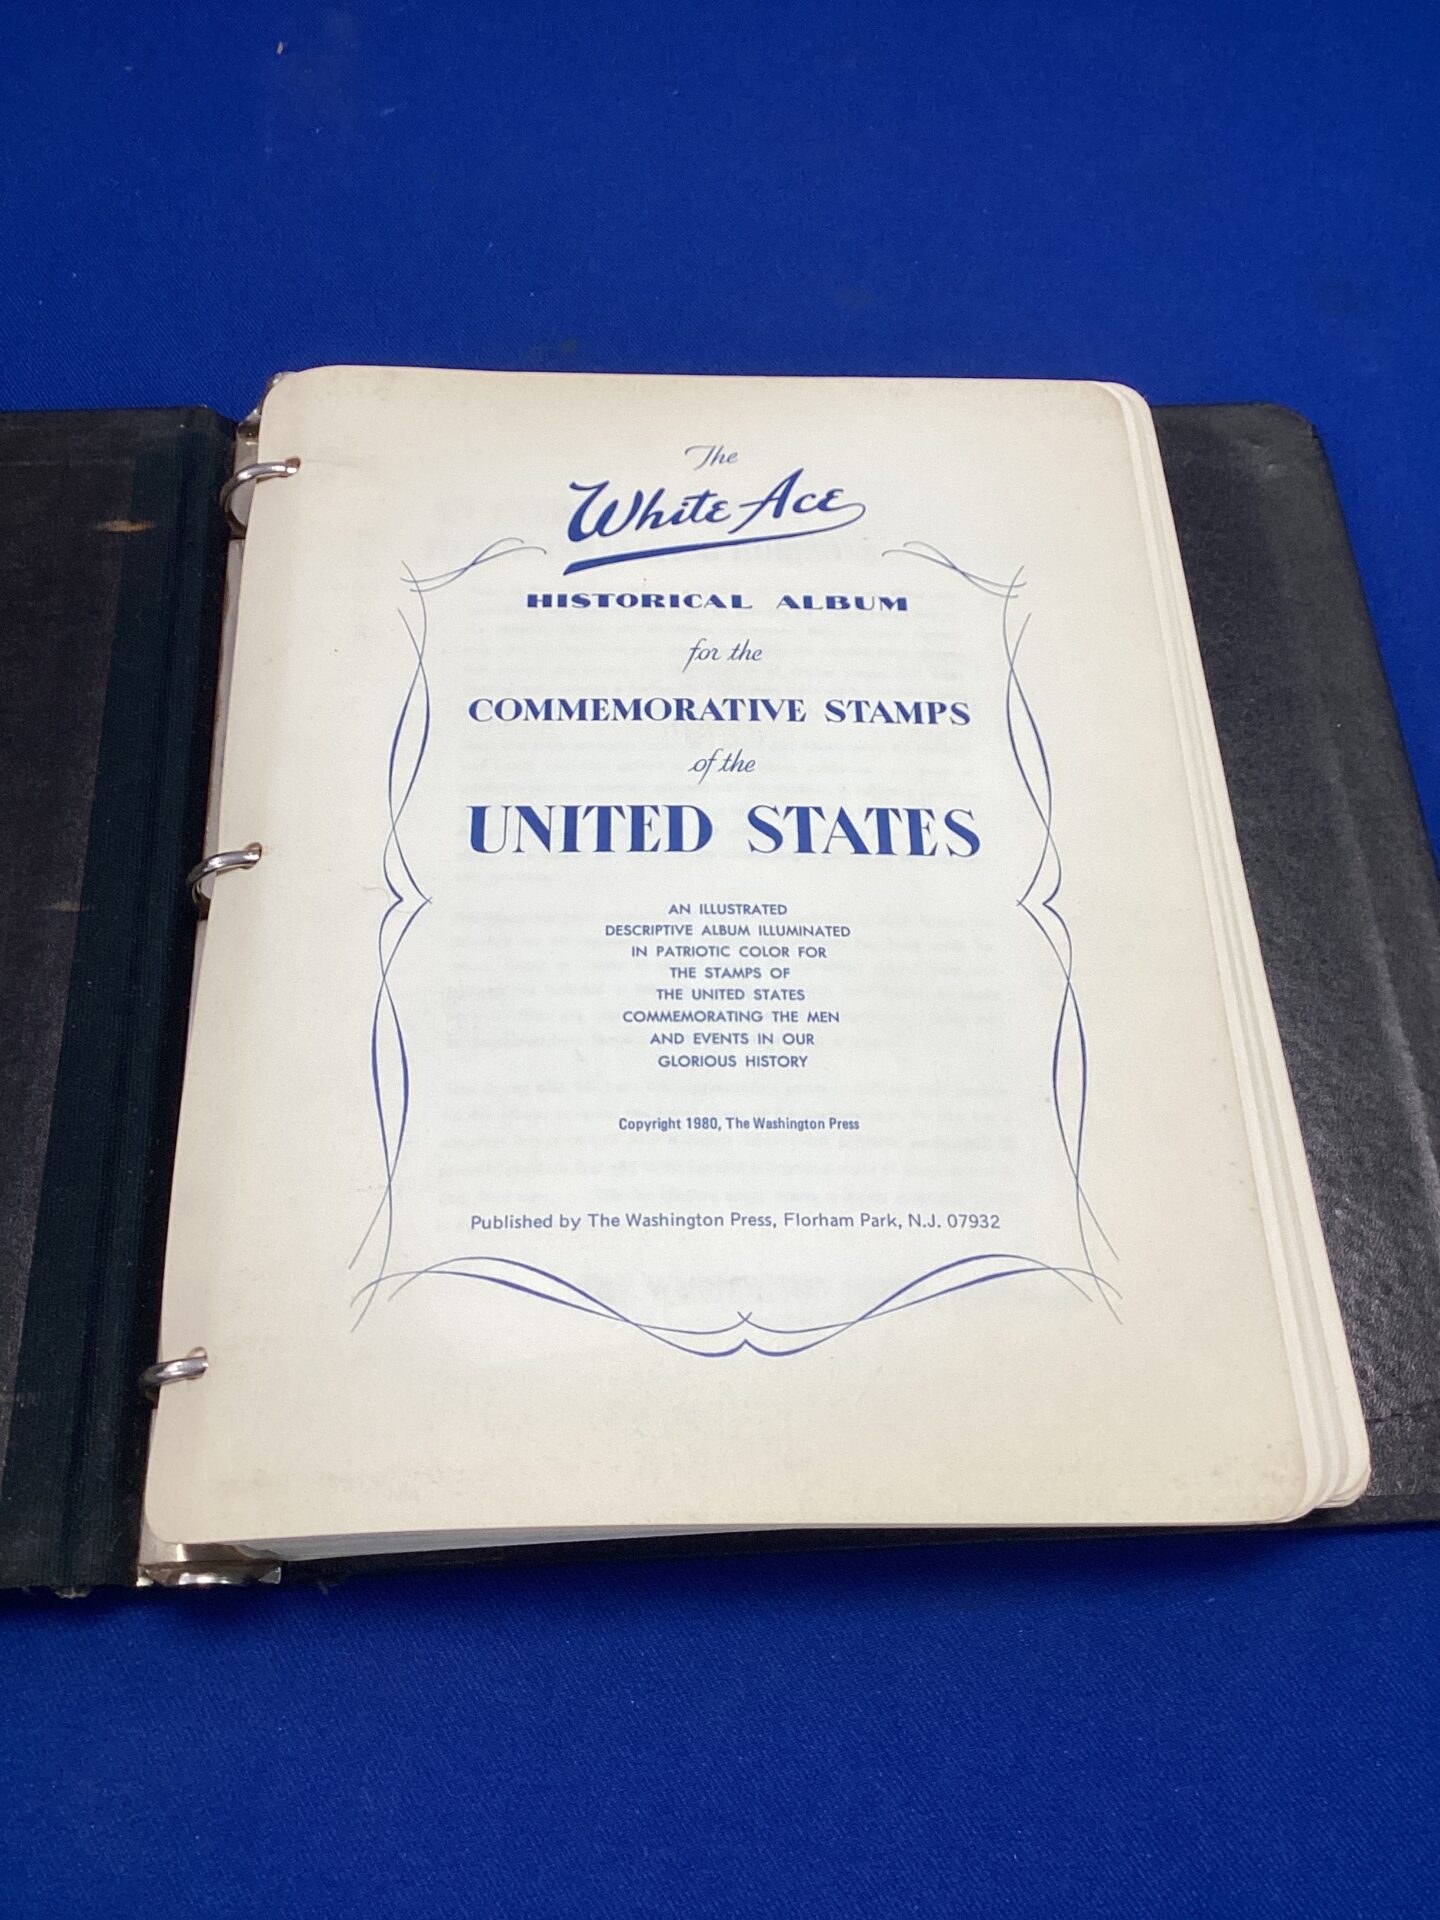 The
White Ace
HISTORICAL ALBUM
for the
COMMEMORATIVE STAMPS
of the
UNITED STATES
AN ILLUSTRATED
DESCRIPTIVE ALBUM ILLUMINATED
IN PATRIOTIC COLOR FOR
THE STAMPS OF
THE UNITED STATES
COMMEMORATING THE MEN
AND EVENTS IN OUR
GLORIOUS HISTORY
Copyright 1980, The Washington Press
Published by The Washington Press, Florham Park, N.J. 07932